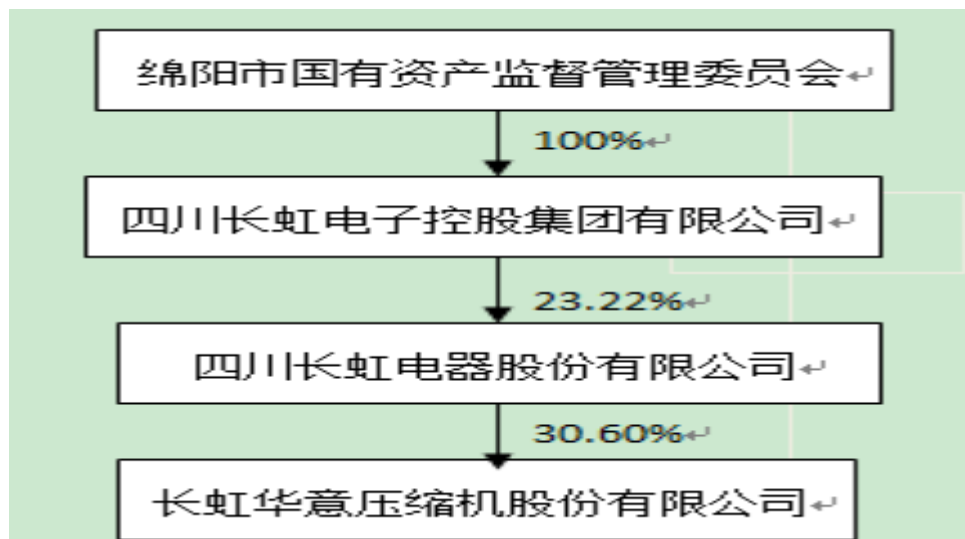 绵阳市国有资产监督管理委员会
100%
四川长虹电子控股集团有限公司
23.22%
四川长虹电器股份有限公司
30.60%
长虹华意压缩机股份有限公司